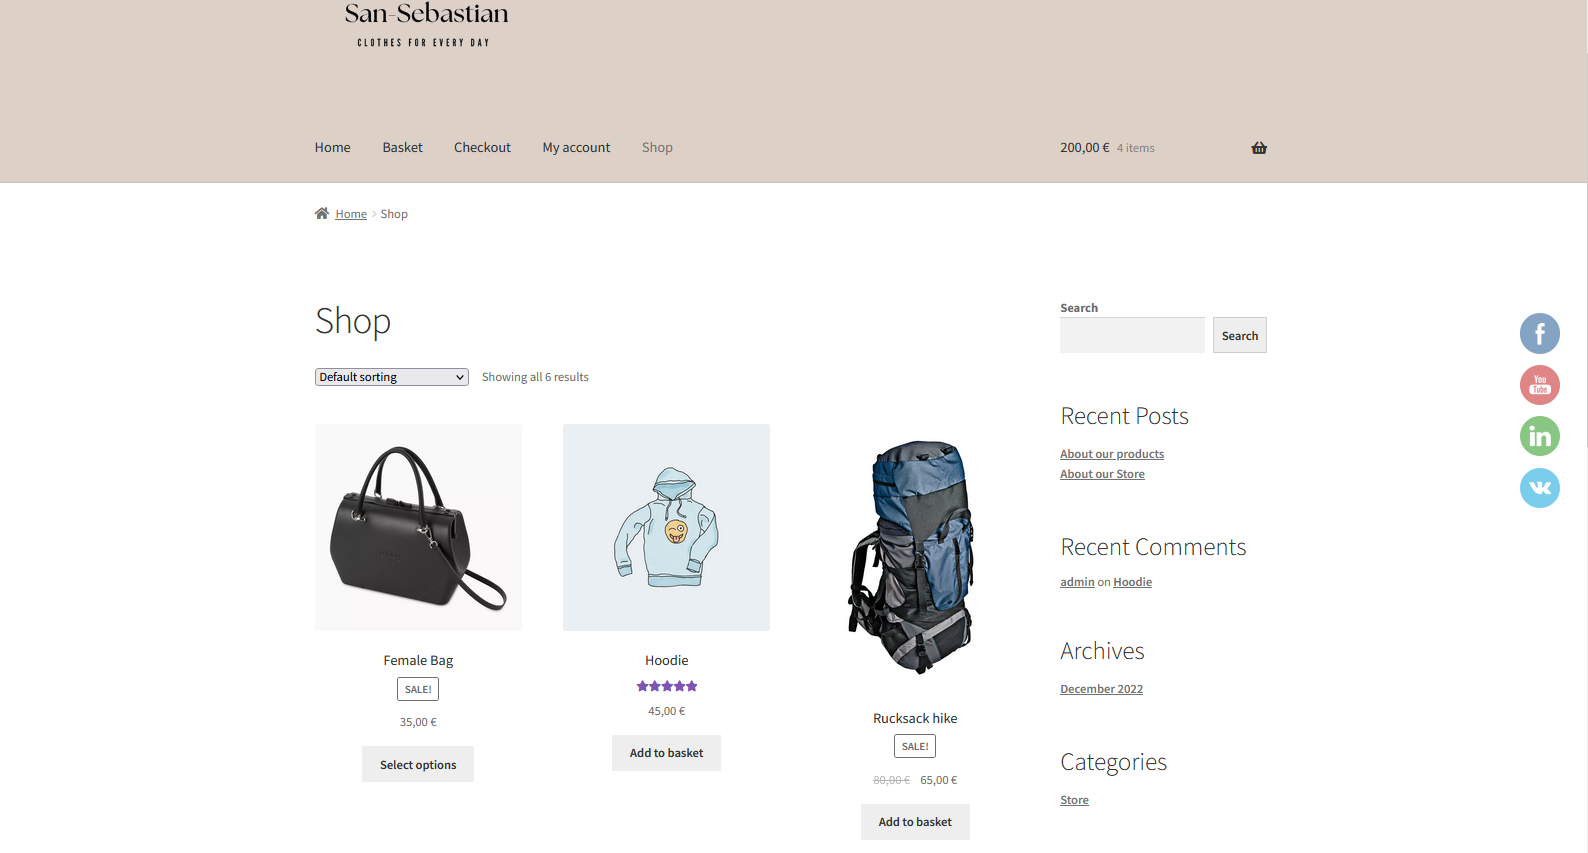 San-Sebastian
CLOTHES FOR EVERY DAY
Home Basket Checkout My account Shop
200,00 € 4 items
Home > Shop
Shop
Default sorting Showing all 6 results
Female Bag
SALE!
35,00 €
Select options
Hoodie
45,00 €
Add to basket
Rucksack hike
SALE!
80,00 € 65,00 €
Add to basket
Search
Search
Recent Posts
About our products
About our Store
Recent Comments
admin on Hoodie
Archives
December 2022
Categories
Store
f
You
Tube
in